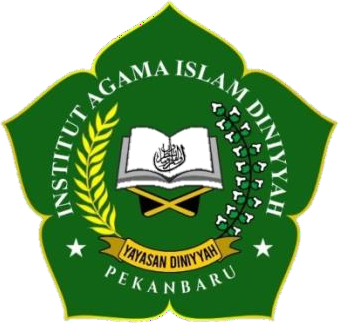 INSTITUT AGAMA ISLAM DINIYYAH
YAYASAN DINIYYAH
PEKANBARU